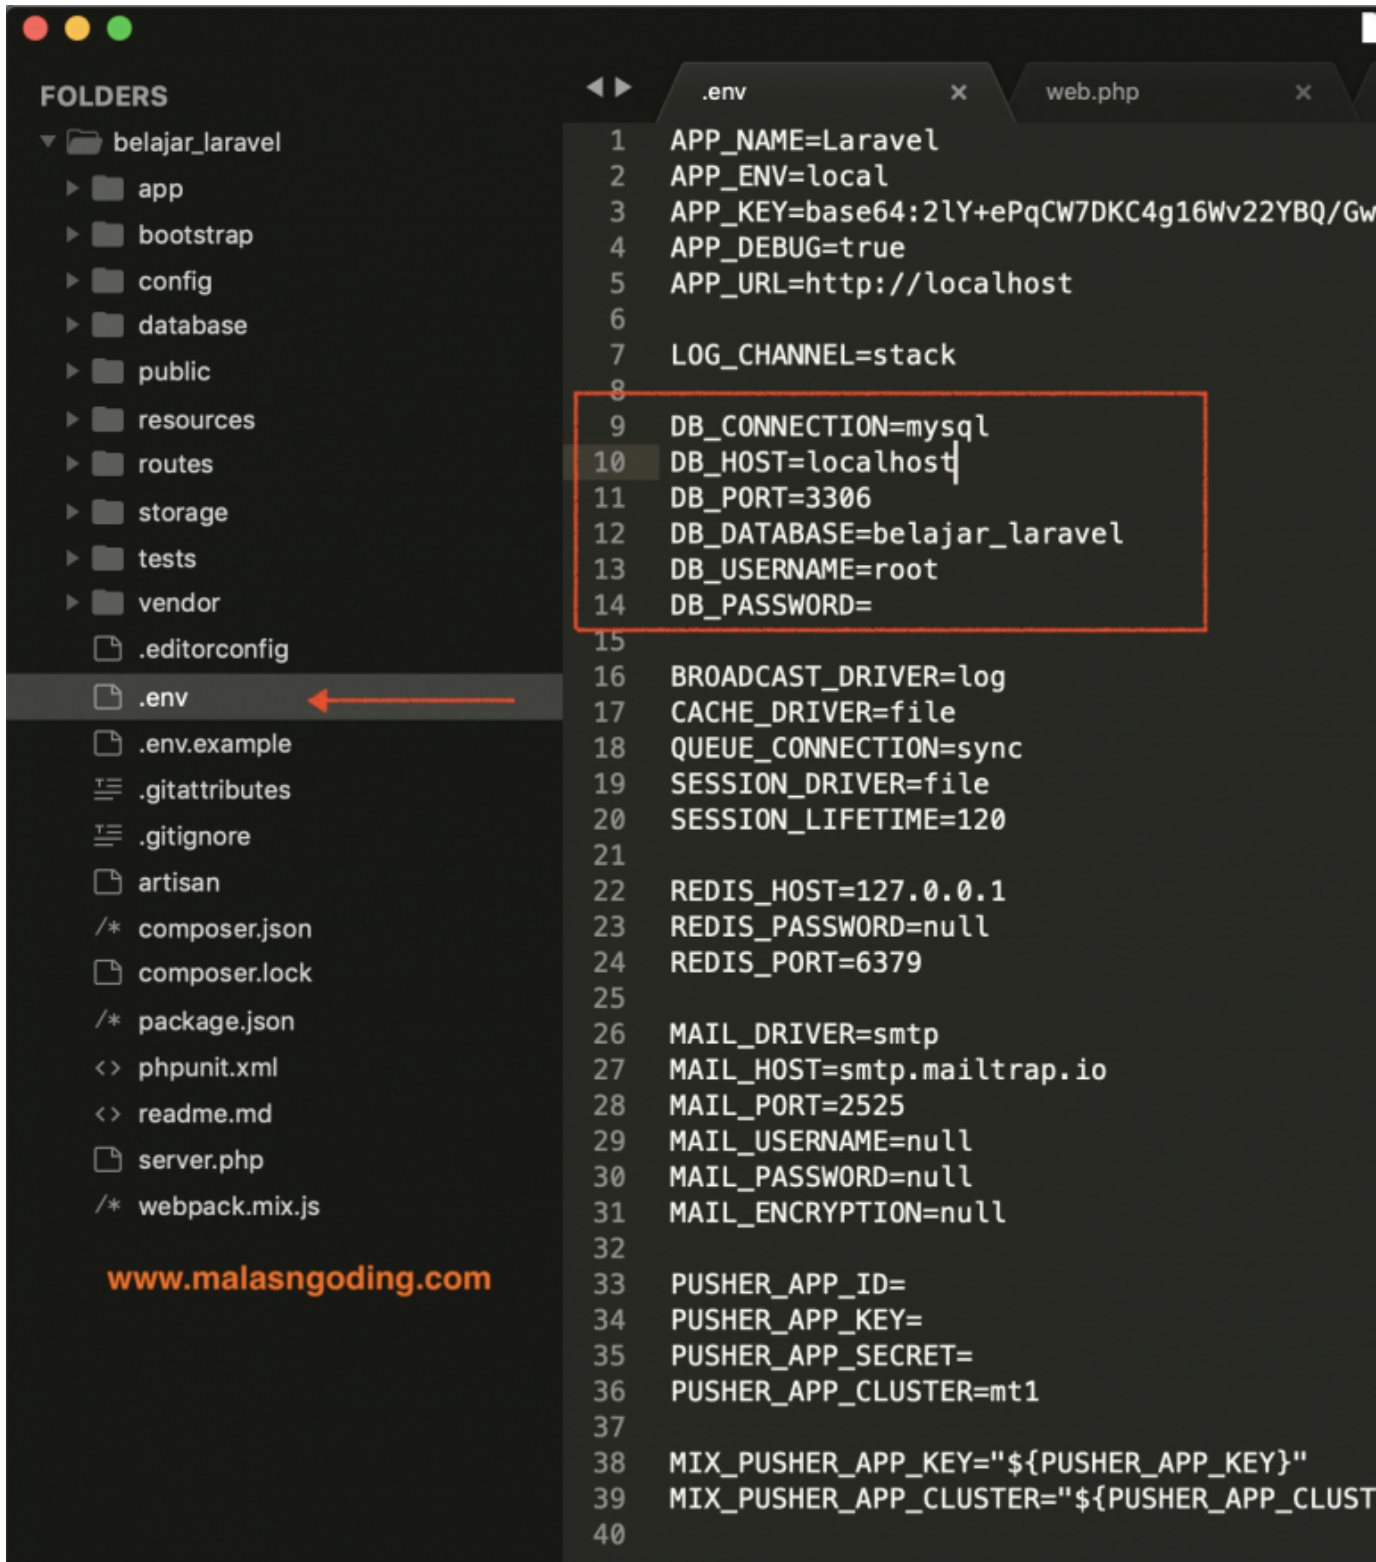 FOLDERS
belajar_laravel
app
bootstrap
config
database
public
resources
routes
storage
tests
vendor
.editorconfig
.env
.env.example
.gitattributes
.gitignore
artisan
/* composer.json
composer.lock
/* package.json
<> phpunit.xml
<> readme.md
server.php
/* webpack.mix.js
www.malasngoding.com
.env ×
web.php ×
1 APP_NAME=Laravel
2 APP_ENV=local
3 APP_KEY=base64:2lY+ePqCW7DKC4g16Wv22YBQ/Gw
4 APP_DEBUG=true
5 APP_URL=http://localhost
6
7 LOG_CHANNEL=stack
8
9 DB_CONNECTION=mysql
10 DB_HOST=localhost
11 DB_PORT=3306
12 DB_DATABASE=belajar_laravel
13 DB_USERNAME=root
14 DB_PASSWORD=
15
16 BROADCAST_DRIVER=log
17 CACHE_DRIVER=file
18 QUEUE_CONNECTION=sync
19 SESSION_DRIVER=file
20 SESSION_LIFETIME=120
21
22 REDIS_HOST=127.0.0.1
23 REDIS_PASSWORD=null
24 REDIS_PORT=6379
25
26 MAIL_DRIVER=smtp
27 MAIL_HOST=smtp.mailtrap.io
28 MAIL_PORT=2525
29 MAIL_USERNAME=null
30 MAIL_PASSWORD=null
31 MAIL_ENCRYPTION=null
32
33 PUSHER_APP_ID=
34 PUSHER_APP_KEY=
35 PUSHER_APP_SECRET=
36 PUSHER_APP_CLUSTER=mt1
37
38 MIX_PUSHER_APP_KEY="${PUSHER_APP_KEY}"
39 MIX_PUSHER_APP_CLUSTER="${PUSHER_APP_CLUST
40